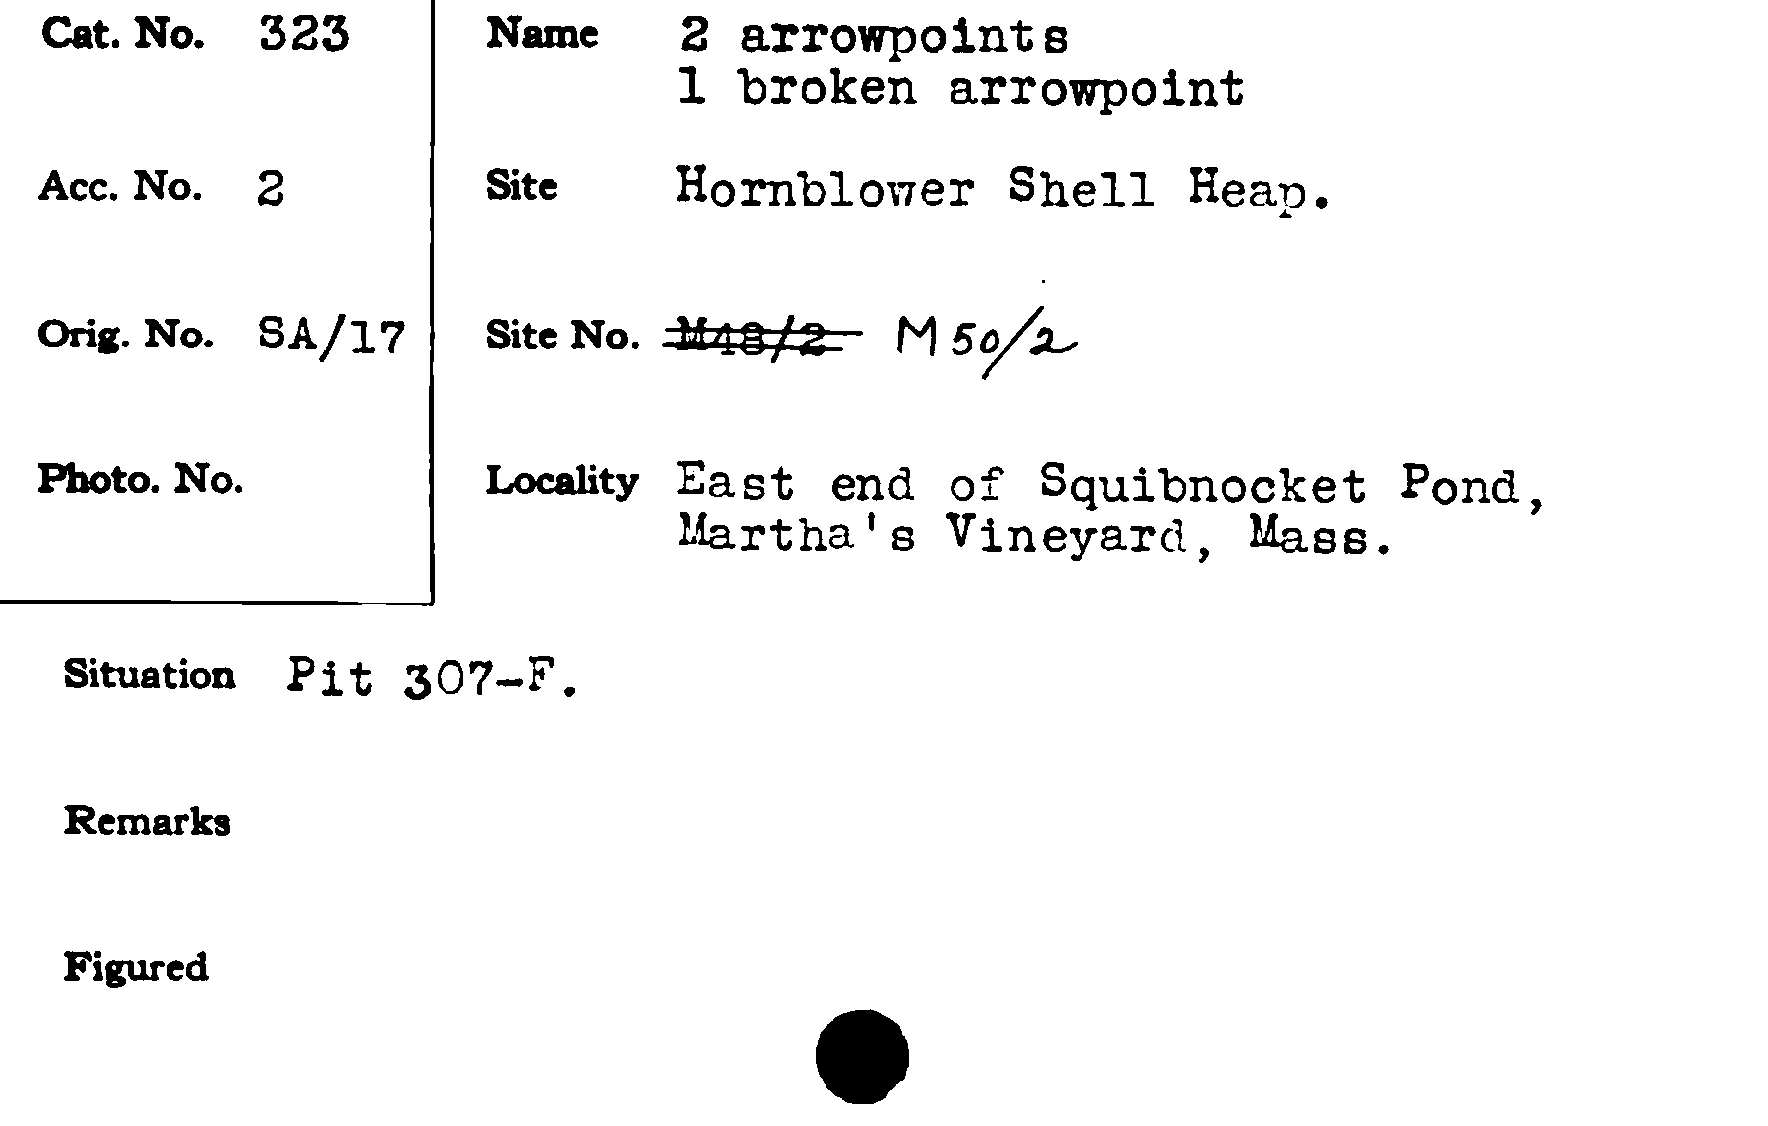 Cat. No. 323
Name 2 arrowpoints
1 broken arrowpoint
Acc. No. 2
Site Hornblower Shell Heap.
Orig. No. SA/17
Site No. M48/2 M50/2
Photo. No.
Locality East end of Squibnocket Pond,
Martha's Vineyard, Mass.
Situation Pit 307-F.
Remarks
Figured